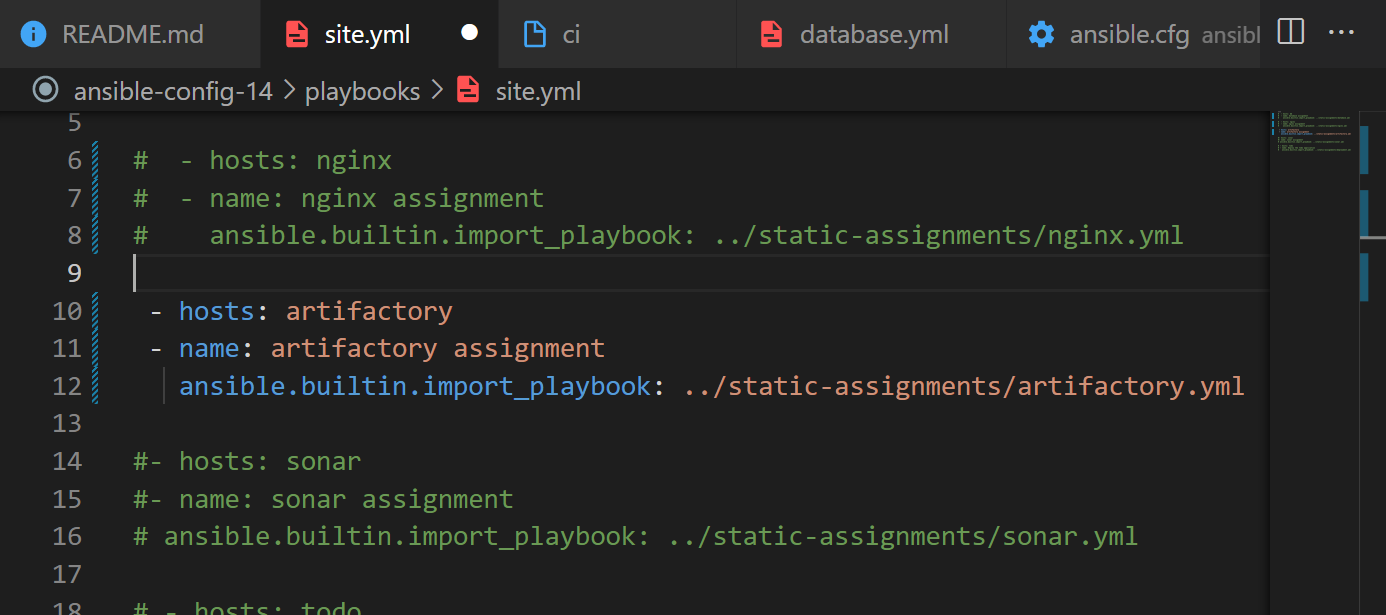 README.md site.yml ci database.yml ansible.cfg ansibl
ansible-config-14 > playbooks > site.yml
5
6 #  - hosts: nginx
7 #  - name: nginx assignment
8 #    ansible.builtin.import_playbook: ../static-assignments/nginx.yml
9
10  - hosts: artifactory
11  - name: artifactory assignment
12    ansible.builtin.import_playbook: ../static-assignments/artifactory.yml
13
14 #- hosts: sonar
15 #- name: sonar assignment
16 # ansible.builtin.import_playbook: ../static-assignments/sonar.yml
17
18 # - hosts: todo